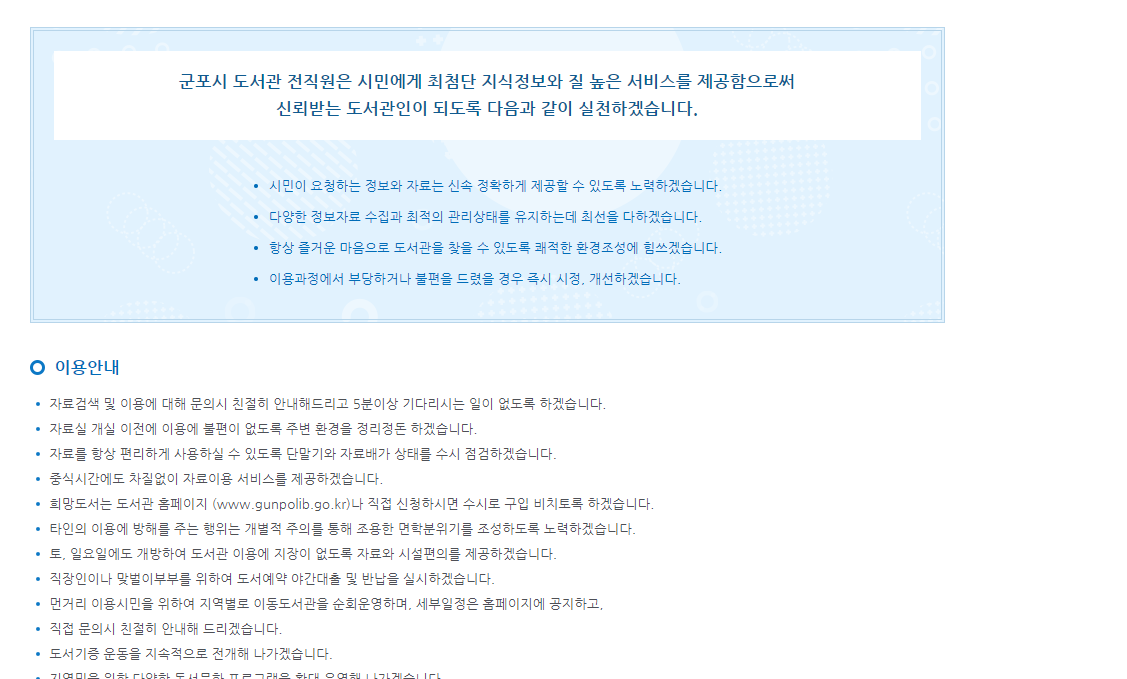 군포시 도서관 전직원은 시민에게 최첨단 지식정보와 질 높은 서비스를 제공함으로써
신뢰받는 도서관인이 되도록 다음과 같이 실천하겠습니다.
시민이 요청하는 정보와 자료는 신속 정확하게 제공할 수 있도록 노력하겠습니다.
다양한 정보자료 수집과 최적의 관리상태를 유지하는데 최선을 다하겠습니다.
항상 즐거운 마음으로 도서관을 찾을 수 있도록 쾌적한 환경조성에 힘쓰겠습니다.
이용과정에서 부당하거나 불편을 드렸을 경우 즉시 시정, 개선하겠습니다.
이용안내
자료검색 및 이용에 대해 문의시 친절히 안내해드리고 5분이상 기다리시는 일이 없도록 하겠습니다.
자료실 개실 이전에 이용에 불편이 없도록 주변 환경을 정리정돈 하겠습니다.
자료를 항상 편리하게 사용하실 수 있도록 단말기와 자료배가 상태를 수시 점검하겠습니다.
중식시간에도 차질없이 자료이용 서비스를 제공하겠습니다.
희망도서는 도서관 홈페이지 (www.gunpolib.go.kr)나 직접 신청하시면 수시로 구입 비치토록 하겠습니다.
타인의 이용에 방해를 주는 행위는 개별적 주의를 통해 조용한 면학분위기를 조성하도록 노력하겠습니다.
토, 일요일에도 개방하여 도서관 이용에 지장이 없도록 자료와 시설편의를 제공하겠습니다.
직장인이나 맞벌이부부를 위하여 도서예약 야간대출 및 반납을 실시하겠습니다.
먼거리 이용시민을 위하여 지역별로 이동도서관을 순회운영하며, 세부일정은 홈페이지에 공지하고,
직접 문의시 친절히 안내해 드리겠습니다.
도서기증 운동을 지속적으로 전개해 나가겠습니다.
지역민을 위한 다양한 독서문화 프로그램을 확대 운영해 나가겠습니다